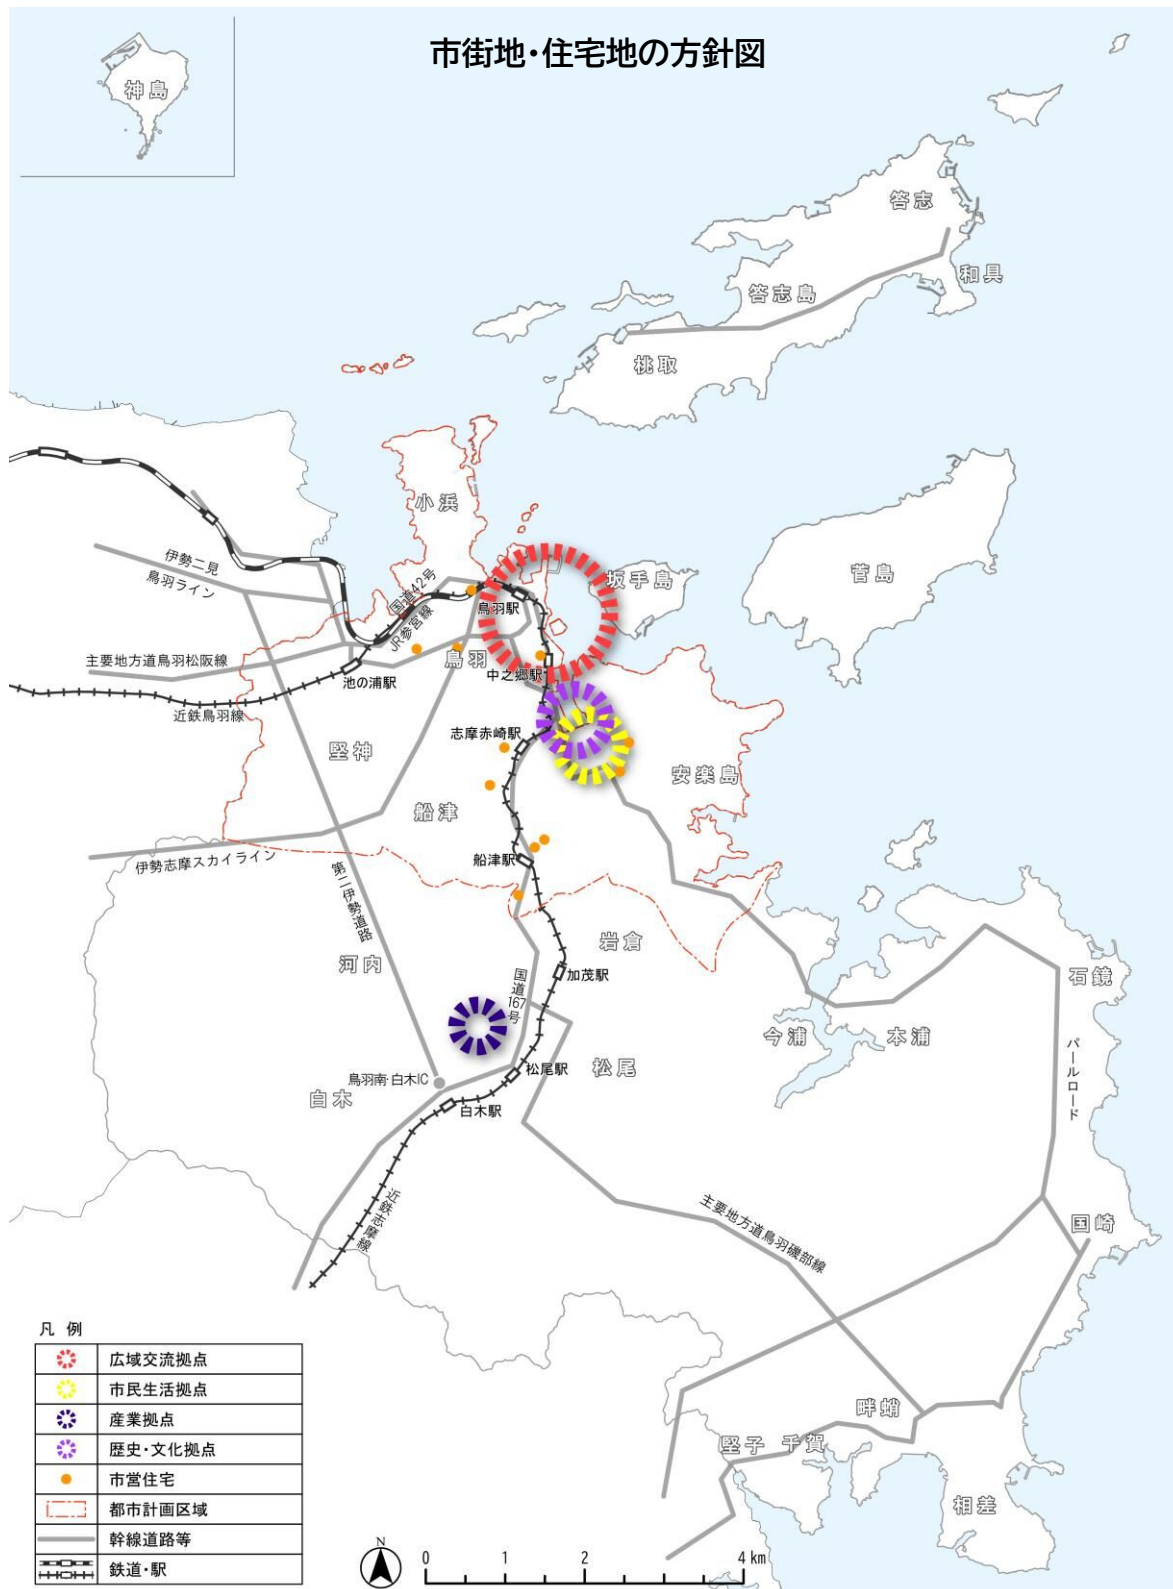 市街地・住宅地の方針図
神島
答志
和具
答志島
桃取
小浜
伊勢二見
鳥羽ライン
国道42号
JR参宮線
鳥羽駅
坂手島
菅島
主要地方道鳥羽松阪線
鳥羽
中之郷駅
池の浦駅
近鉄鳥羽線
志摩赤崎駅
堅神
安楽島
船津
伊勢志摩スカイライン
船津駅
第二伊勢道路
岩倉
河内
加茂駅
国道167号
石鏡
今浦
本浦
パールロード
松尾駅
松尾
鳥羽南・白木IC
白木
白木駅
近鉄志摩線
主要地方道鳥羽磯部線
国崎
畔蛸
堅子
千賀
相差
凡 例
広域交流拠点
市民生活拠点
産業拠点
歴史・文化拠点
市営住宅
都市計画区域
幹線道路等
鉄道・駅
N
0 1 2 4 km